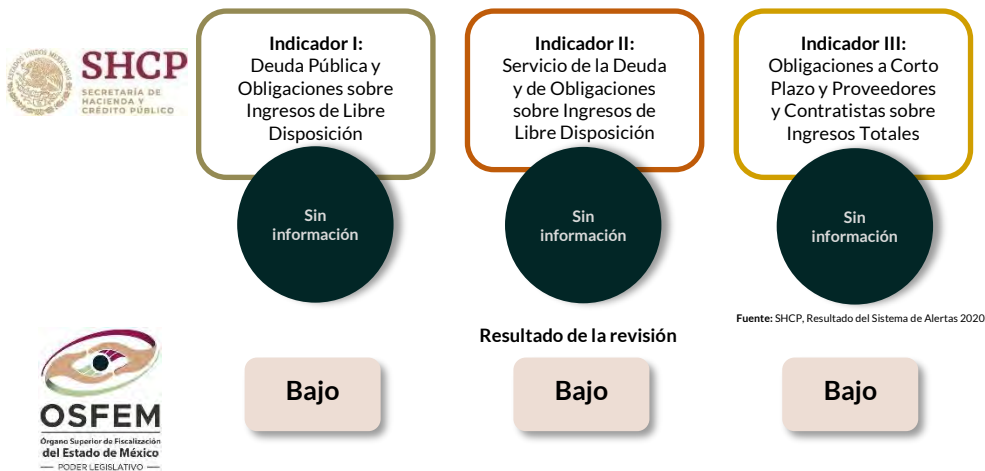 SHCP
SECRETARÍA DE
HACIENDA Y
CRÉDITO PÚBLICO
ESTADOS UNIDOS MEXICANOS
Indicador I:
Deuda Pública y
Obligaciones sobre
Ingresos de Libre
Disposición
Sin
información
Indicador II:
Servicio de la Deuda
y de Obligaciones
sobre Ingresos de
Libre Disposición
Sin
información
Indicador III:
Obligaciones a Corto
Plazo y Proveedores
y Contratistas sobre
Ingresos Totales
Sin
información
Fuente: SHCP, Resultado del Sistema de Alertas 2020
Resultado de la revisión
OSFEM
Órgano Superior de Fiscalización
del Estado de México
— PODER LEGISLATIVO —
Bajo
Bajo
Bajo